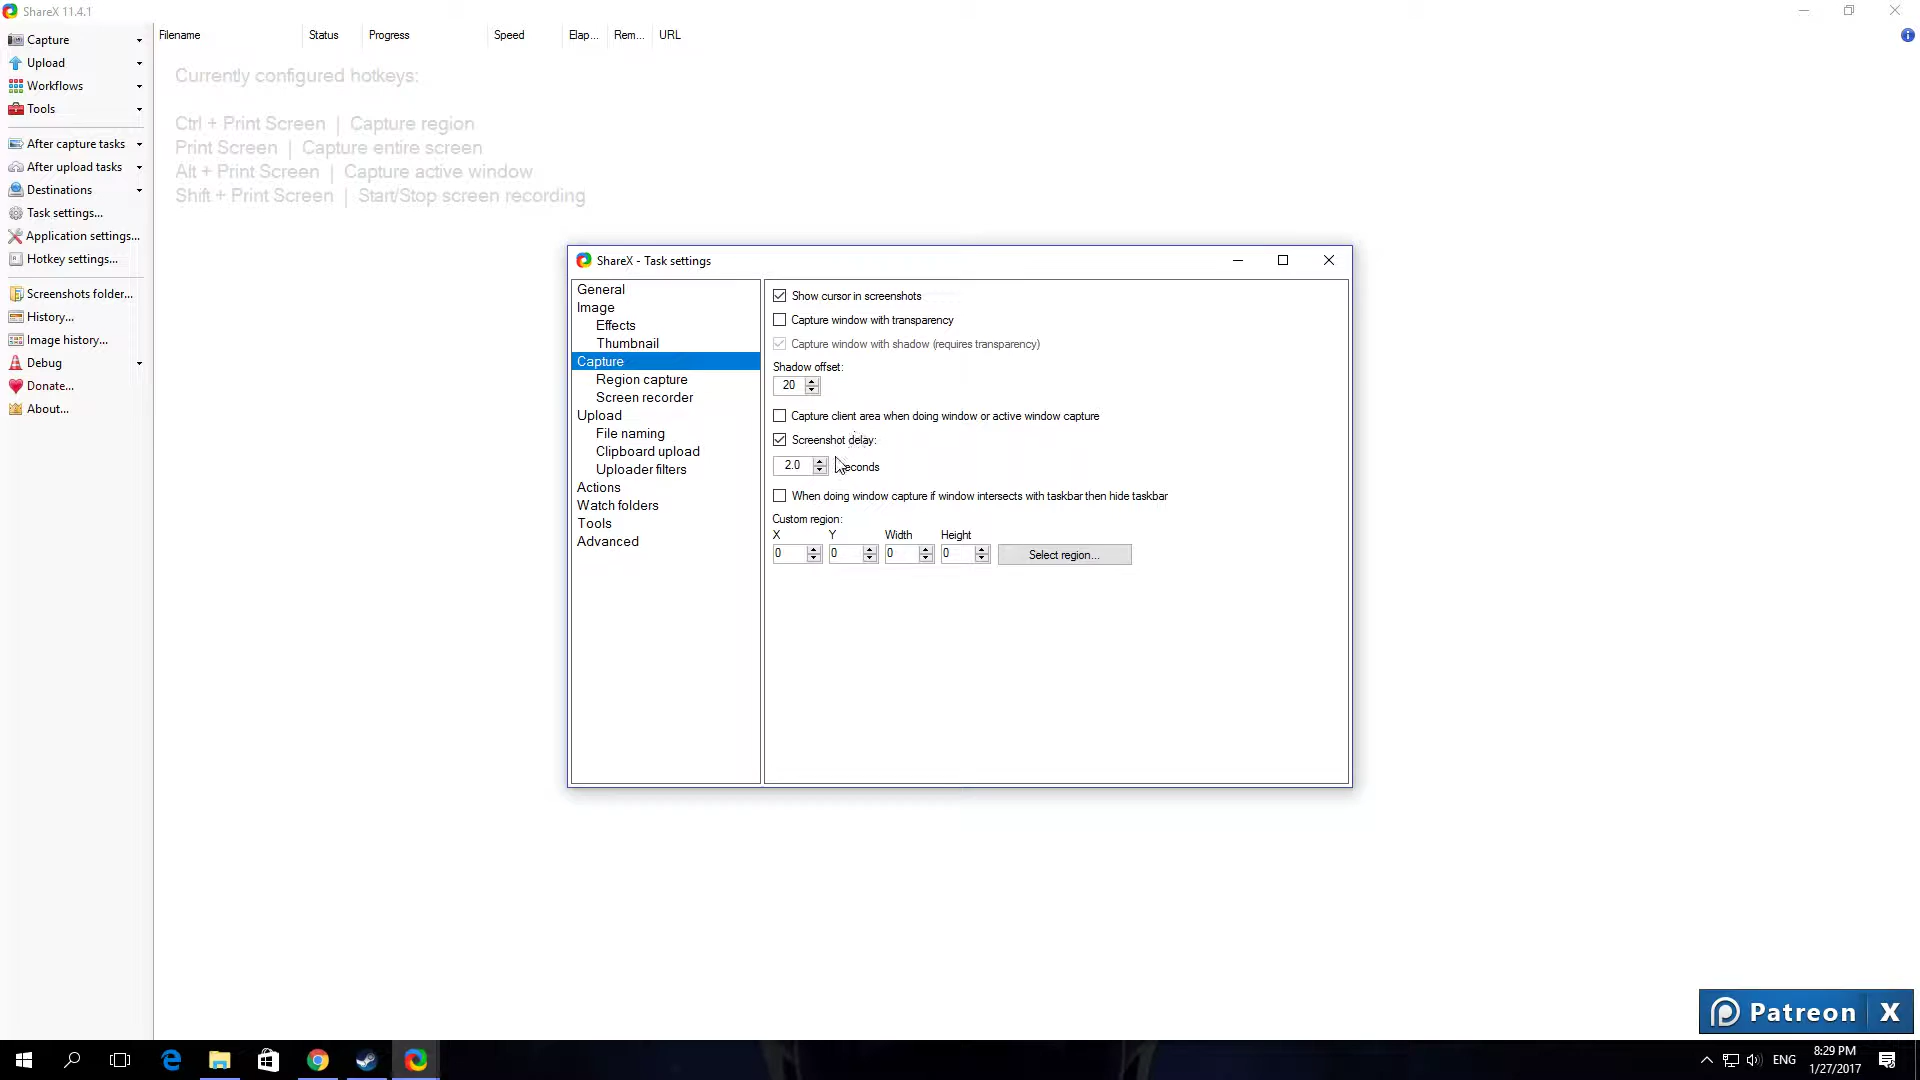 ShareX 11.4.1
Capture
Upload
Workflows
Tools
After capture tasks
After upload tasks
Destinations
Task settings...
Application settings...
Hotkey settings...
Screenshots folder...
History...
Image history...
Debug
Donate...
About...
Filename Status Progress Speed Elap... Rem... URL
Currently configured hotkeys:
Ctrl + Print Screen | Capture region
Print Screen | Capture entire screen
Alt + Print Screen | Capture active window
Shift + Print Screen | Start/Stop screen recording
ShareX - Task settings
General
Image
Effects
Thumbnail
Capture
Region capture
Screen recorder
Upload
File naming
Clipboard upload
Uploader filters
Actions
Watch folders
Tools
Advanced
Show cursor in screenshots
Capture window with transparency
Capture window with shadow (requires transparency)
Shadow offset:
20
Capture client area when doing window or active window capture
Screenshot delay:
2.0 seconds
When doing window capture if window intersects with taskbar then hide taskbar
Custom region:
X Y Width Height
0 0 0 0 Select region...
Patreon X
ENG
8:29 PM
1/27/2017